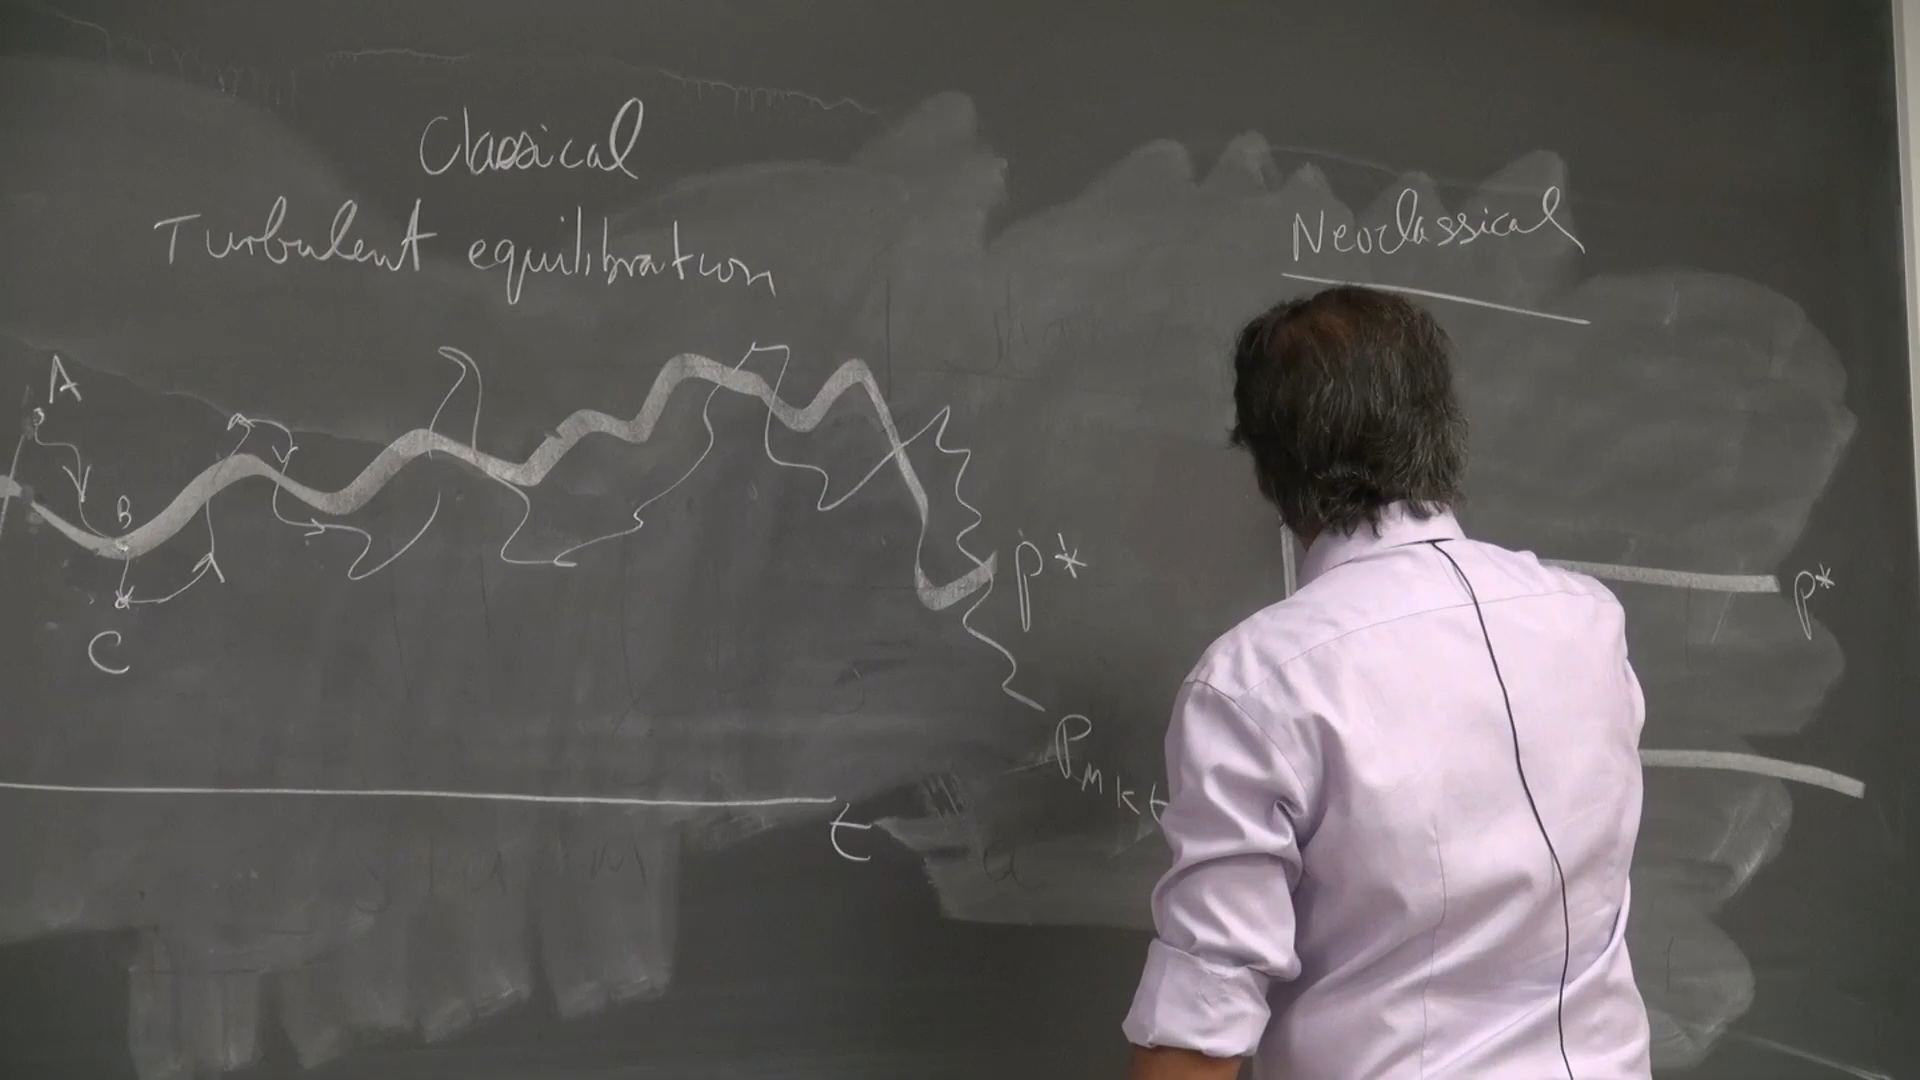 Classical
Turbulent equilibration
Neoclassical
A
B
C
P*
P*
PMkt
t